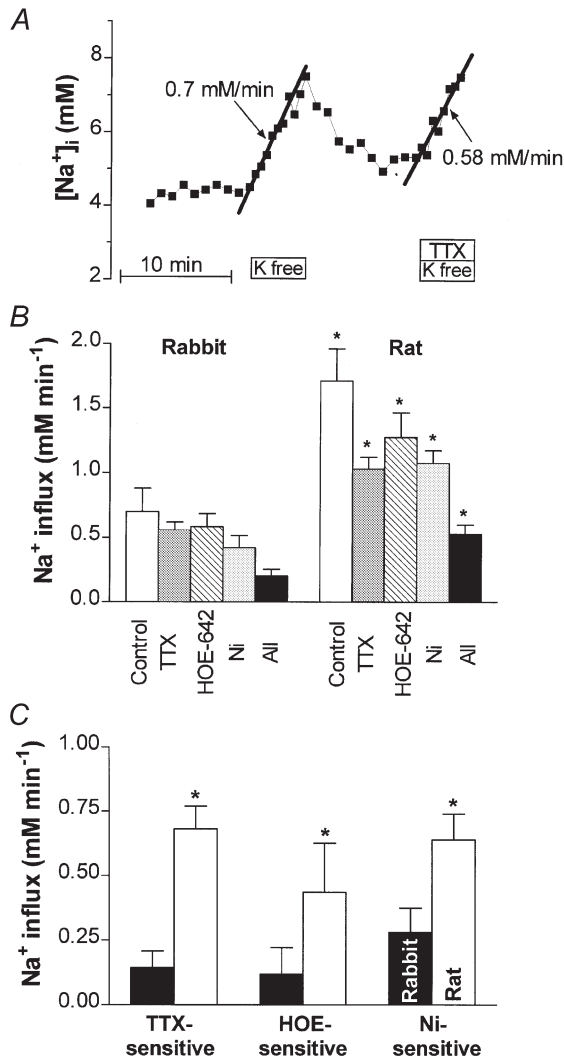 A
[Na+]i (mM)
8
6
4
2
0.7 mM/min
0.58 mM/min
10 min
K free
TTX
K free
B
Na+ influx (mM min-1)
2.0
1.5
1.0
0.5
0.0
Rabbit
Rat
*
*
*
*
*
Control
TTX
HOE-642
Ni
All
Control
TTX
HOE-642
Ni
All
C
Na+ influx (mM min-1)
1.00
0.75
0.50
0.25
0.00
*
*
*
Rabbit
Rat
TTX-
sensitive
HOE-
sensitive
Ni-
sensitive